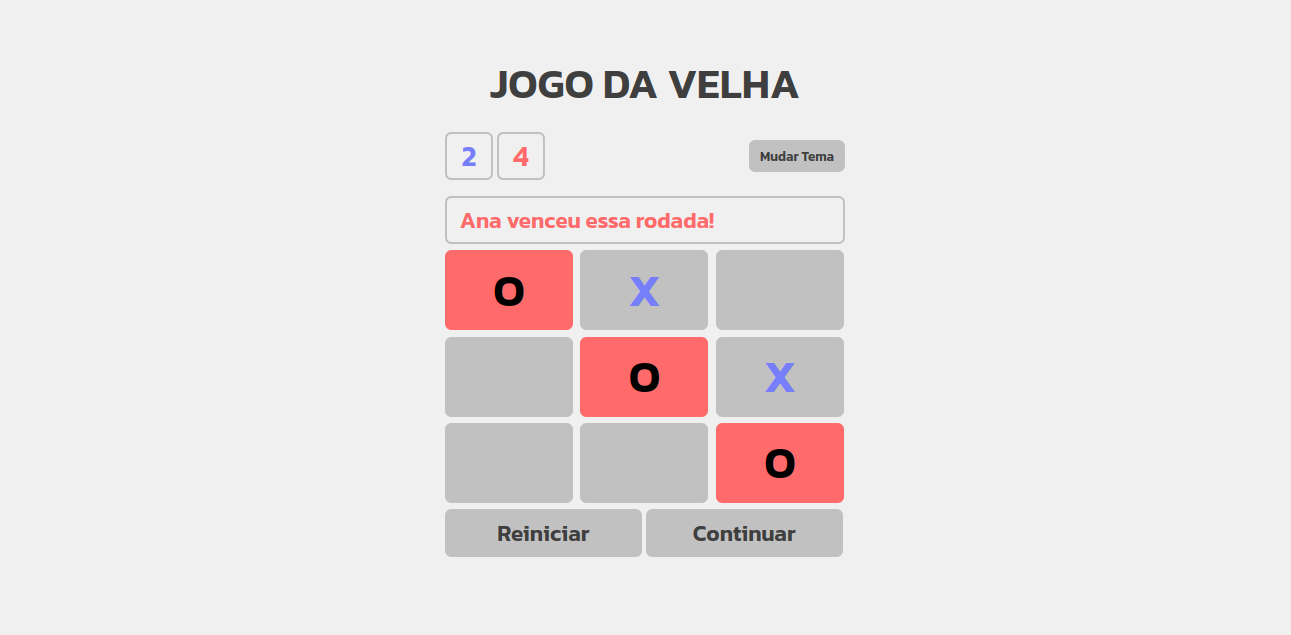 JOGO DA VELHA
2 4 Mudar Tema
Ana venceu essa rodada!
O X
O X
O
Reiniciar Continuar